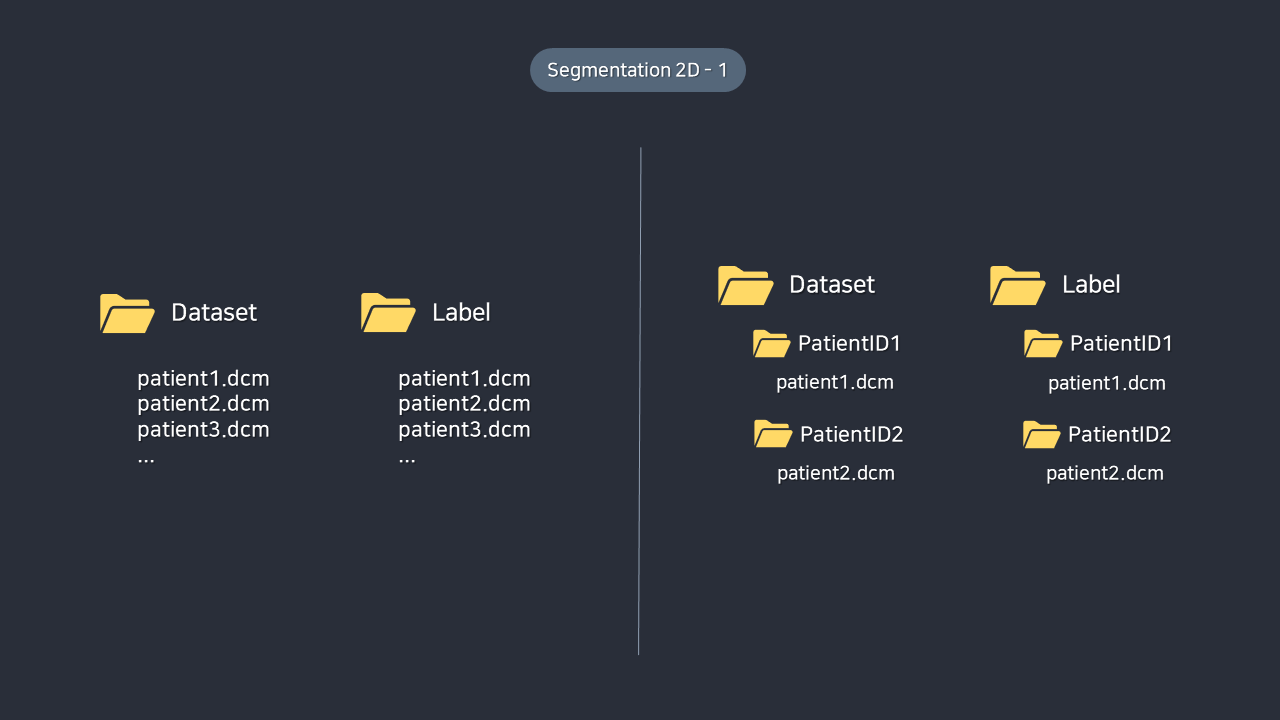 Segmentation 2D - 1
Dataset
patient1.dcm
patient2.dcm
patient3.dcm
...
Label
patient1.dcm
patient2.dcm
patient3.dcm
...
Dataset
PatientID1
patient1.dcm
PatientID2
patient2.dcm
Label
PatientID1
patient1.dcm
PatientID2
patient2.dcm